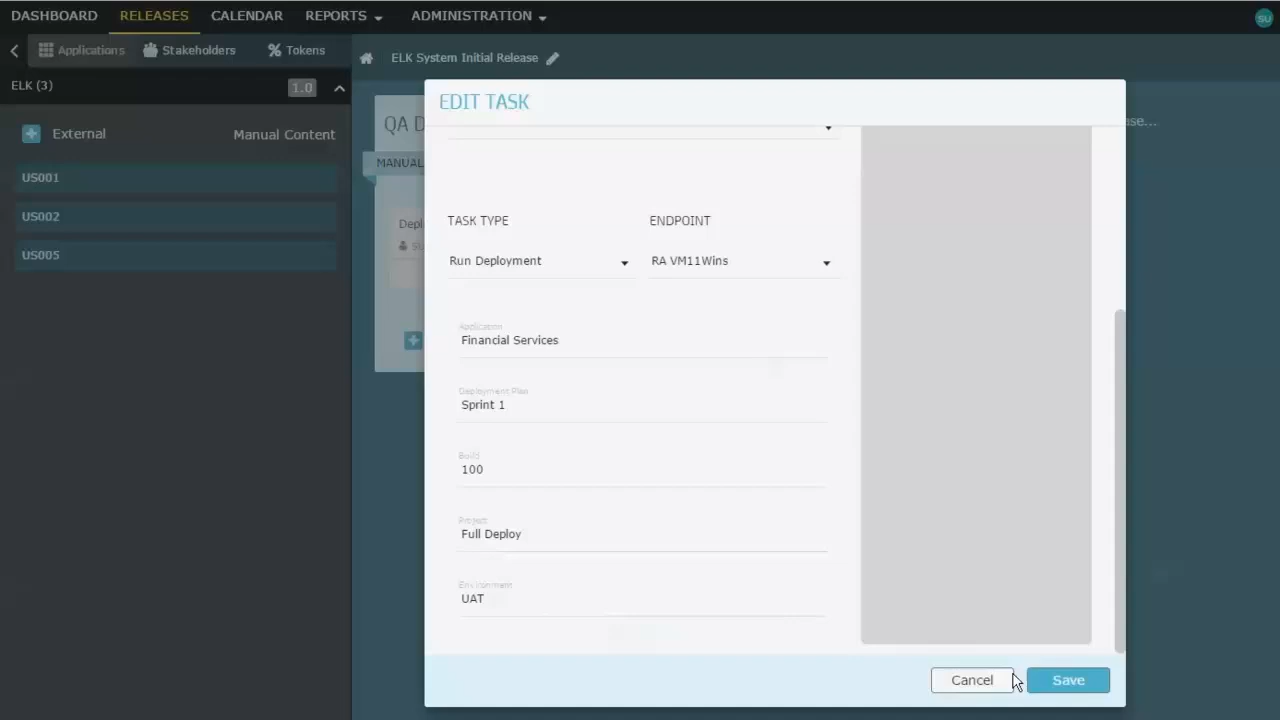 DASHBOARD RELEASES CALENDAR REPORTS ADMINISTRATION SU
Applications Stakeholders Tokens
ELK System Initial Release
ELK (3) 1.0
EDIT TASK
QA D
ase...
External Manual Content
MANUAL
US001
US002
US005
Depl
TASK TYPE ENDPOINT
Run Deployment RA VM11Wins
Application
Financial Services
Deployment Plan
Sprint 1
Build
100
Project
Full Deploy
Environment
UAT
Cancel Save